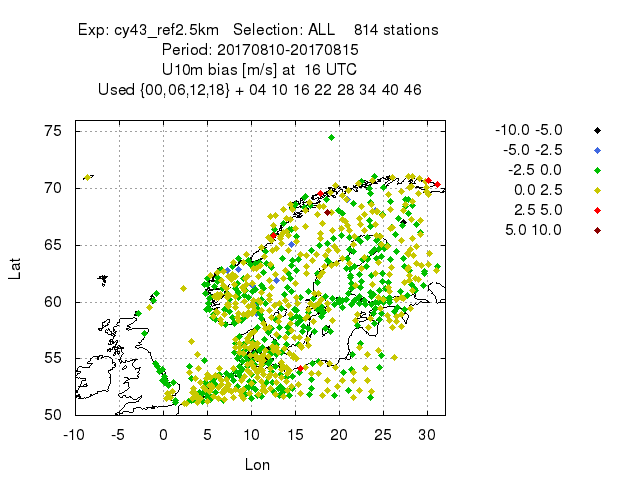 Exp: cy43_ref2.5km Selection: ALL 814 stations
Period: 20170810-20170815
U10m bias [m/s] at 16 UTC
Used {00,06,12,18} + 04 10 16 22 28 34 40 46
-10.0 -5.0
-5.0 -2.5
-2.5 0.0
0.0 2.5
2.5 5.0
5.0 10.0
75
70
65
60
55
50
Lat
-10 -5 0 5 10 15 20 25 30
Lon